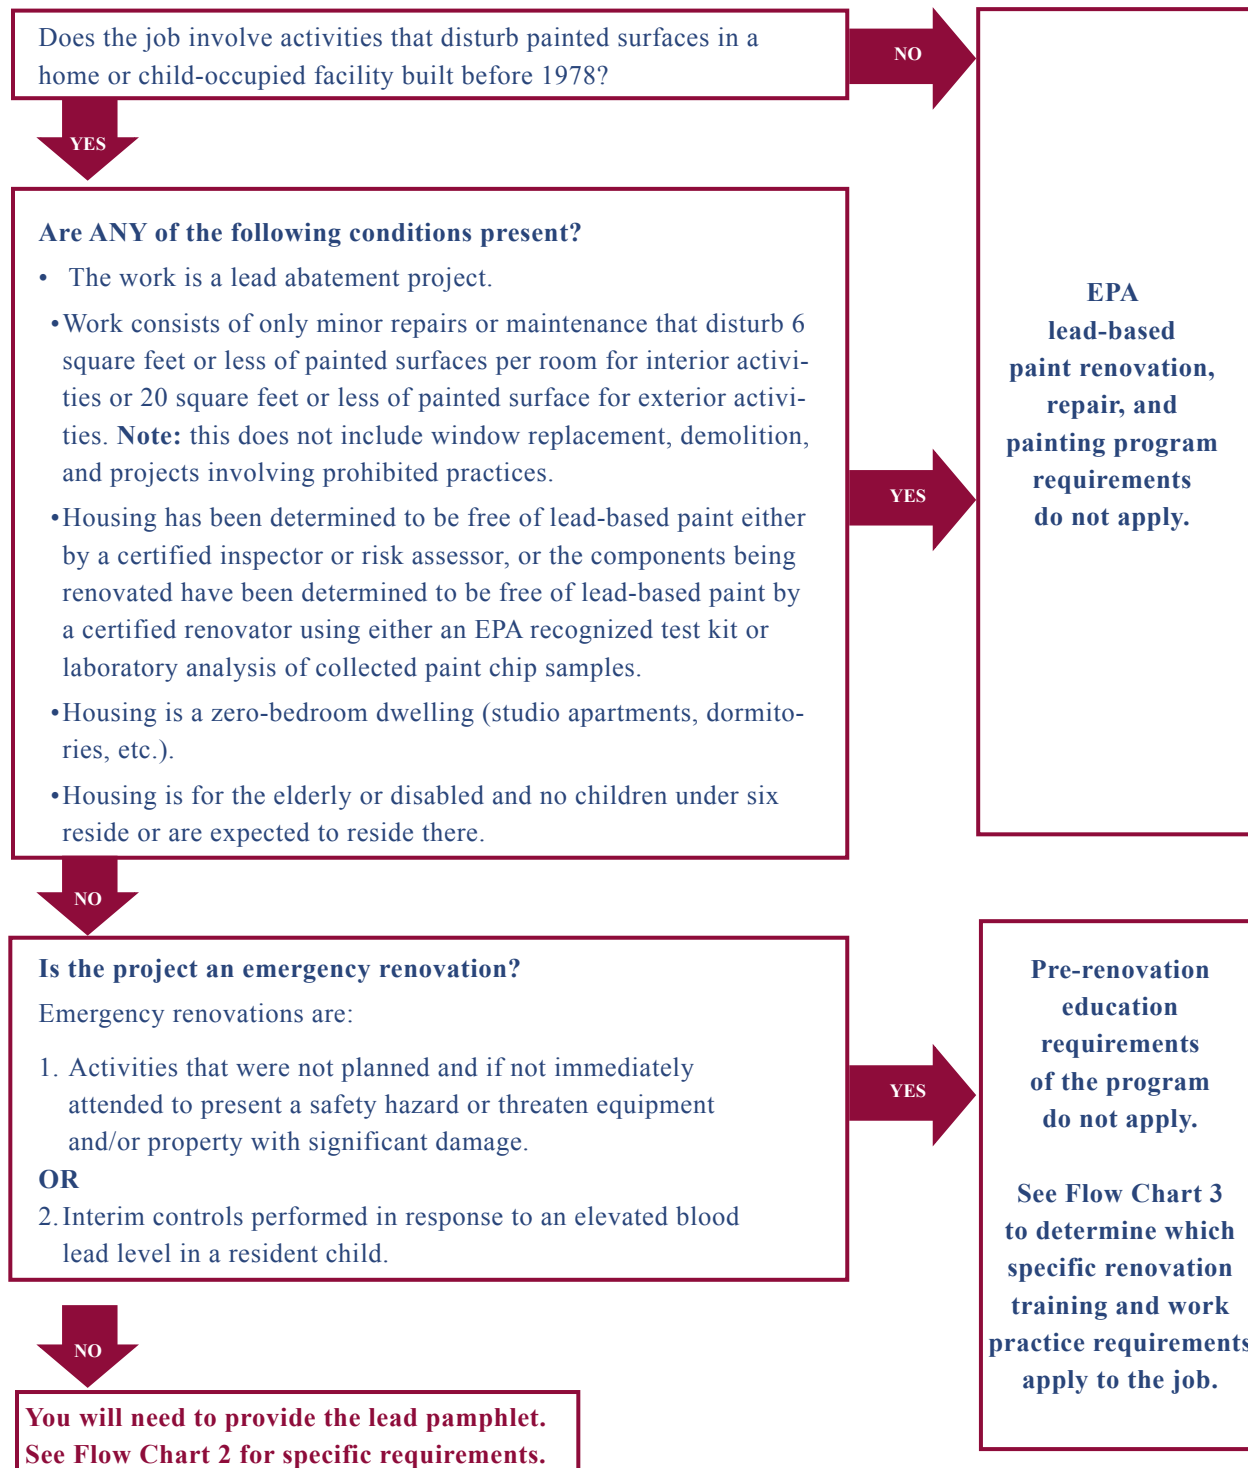 Does the job involve activities that disturb painted surfaces in a
home or child-occupied facility built before 1978?
NO
YES
Are ANY of the following conditions present?
• The work is a lead abatement project.
•Work consists of only minor repairs or maintenance that disturb 6
square feet or less of painted surfaces per room for interior activi-
ties or 20 square feet or less of painted surface for exterior activi-
ties. Note: this does not include window replacement, demolition,
and projects involving prohibited practices.
•Housing has been determined to be free of lead-based paint either
by a certified inspector or risk assessor, or the components being
renovated have been determined to be free of lead-based paint by
a certified renovator using either an EPA recognized test kit or
laboratory analysis of collected paint chip samples.
•Housing is a zero-bedroom dwelling (studio apartments, dormito-
ries, etc.).
•Housing is for the elderly or disabled and no children under six
reside or are expected to reside there.
YES
EPA
lead-based
paint renovation,
repair, and
painting program
requirements
do not apply.
NO
Is the project an emergency renovation?
Emergency renovations are:
1. Activities that were not planned and if not immediately
attended to present a safety hazard or threaten equipment
and/or property with significant damage.
OR
2. Interim controls performed in response to an elevated blood
lead level in a resident child.
YES
Pre-renovation
education
requirements
of the program
do not apply.
See Flow Chart 3
to determine which
specific renovation
training and work
practice requirements
apply to the job.
NO
You will need to provide the lead pamphlet.
See Flow Chart 2 for specific requirements.